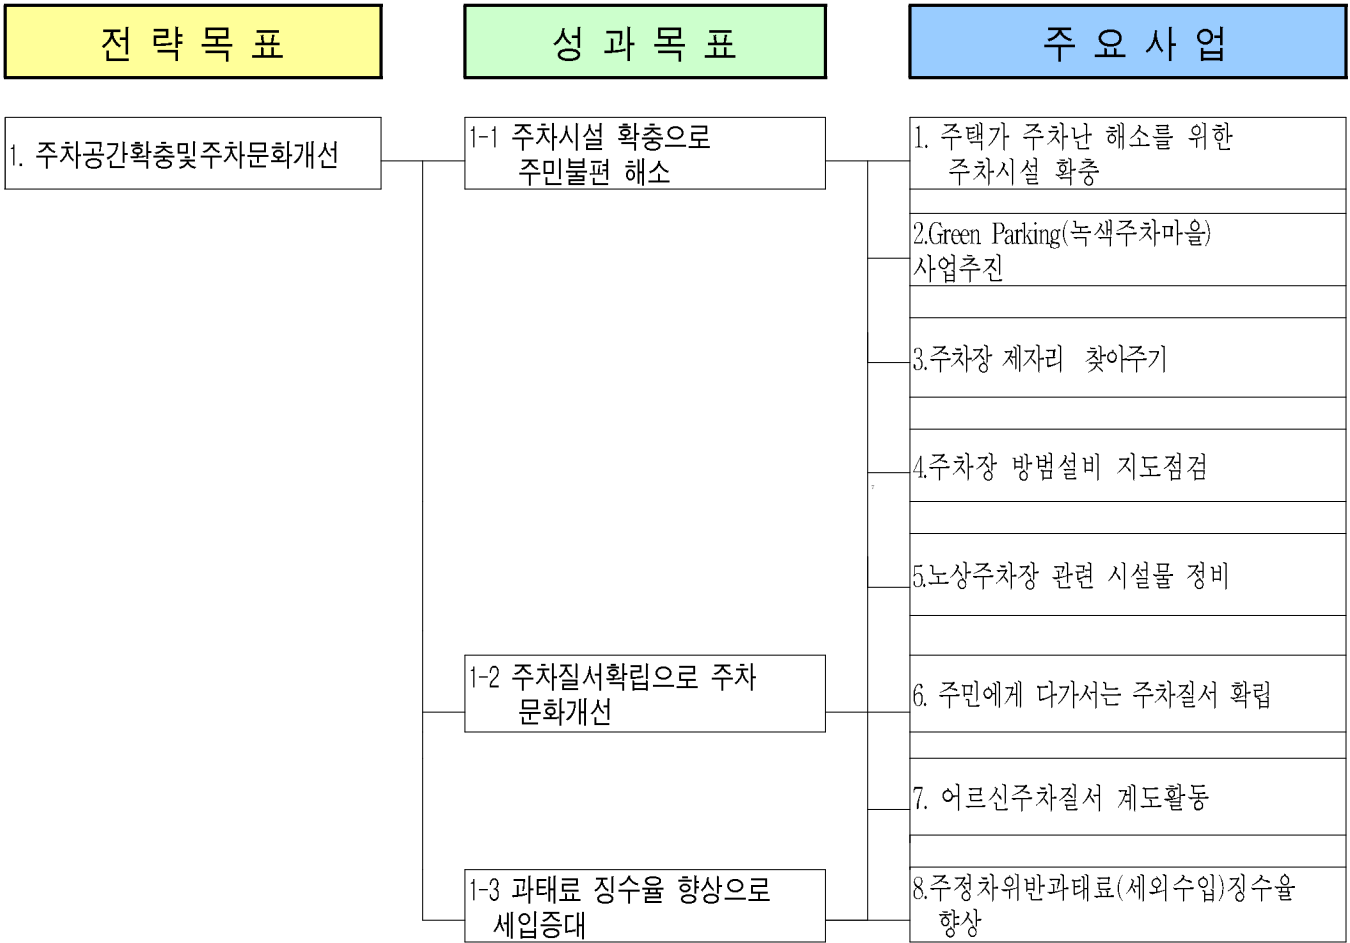 전 략 목 표
성 과 목 표
주 요 사 업
1. 주차공간확충및주차문화개선
1-1 주차시설 확충으로
주민불편 해소
1. 주택가 주차난 해소를 위한
주차시설 확충
2.Green Parking(녹색주차마을)
사업추진
3.주차장 제자리 찾아주기
4.주차장 방범설비 지도점검
5.노상주차장 관련 시설물 정비
1-2 주차질서확립으로 주차
문화개선
6. 주민에게 다가서는 주차질서 확립
7. 어르신주차질서 계도활동
1-3 과태료 징수율 향상으로
세입증대
8.주정차위반과태료(세외수입)징수율
향상